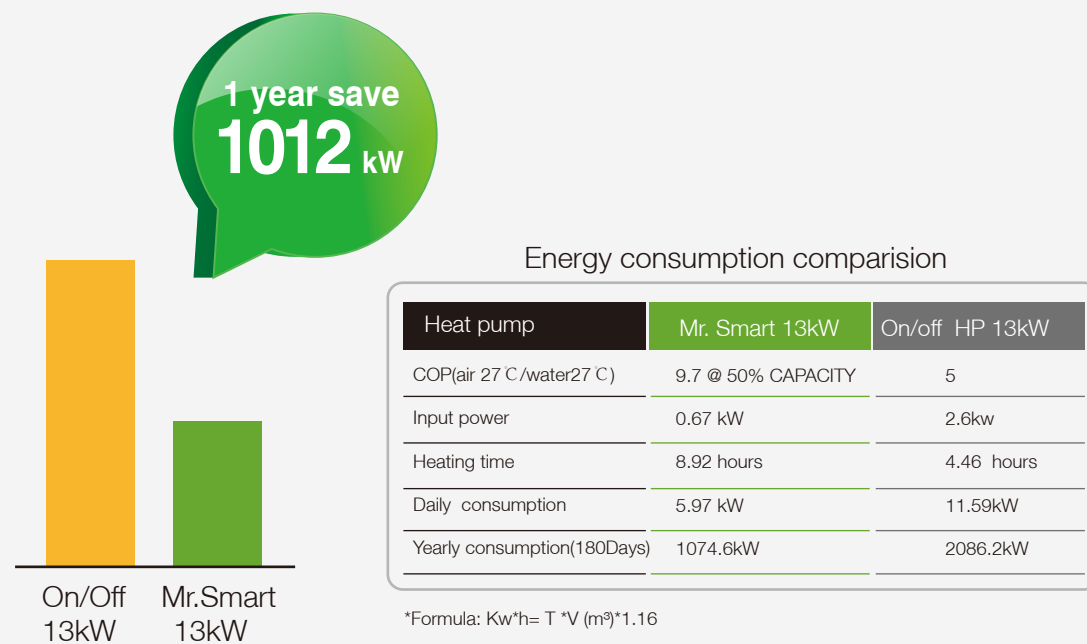 1 year save
1012 kW
Energy consumption comparision
Heat pump Mr. Smart 13kW On/off HP 13kW
COP(air 27℃/water27℃) 9.7 @ 50% CAPACITY 5
Input power 0.67 kW 2.6kw
Heating time 8.92 hours 4.46 hours
Daily consumption 5.97 kW 11.59kW
Yearly consumption(180Days) 1074.6kW 2086.2kW
On/Off Mr.Smart
13kW 13kW
*Formula: Kw*h= T *V (m³)*1.16